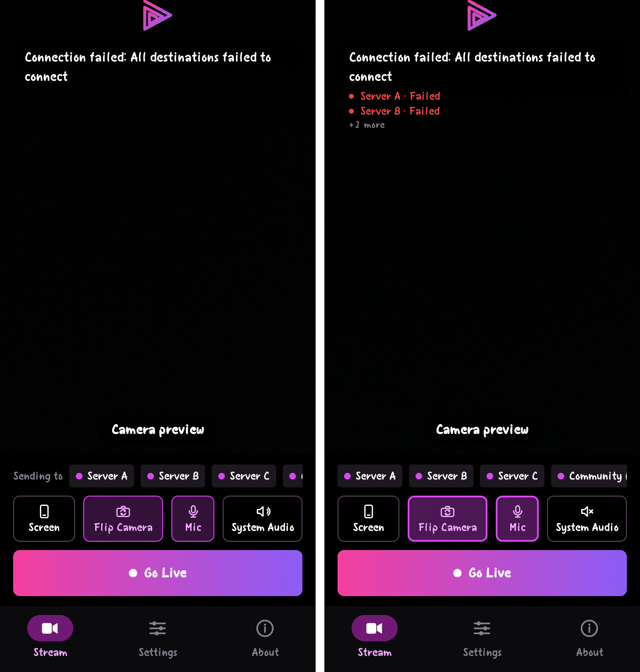 Connection failed: All destinations failed to
connect
Camera preview
Sending to Server A Server B Server C
Screen Flip Camera Mic System Audio
Go Live
Stream Settings About
Connection failed: All destinations failed to
connect
Server A · Failed
Server B · Failed
+2 more
Camera preview
Server A Server B Server C Community
Screen Flip Camera Mic System Audio
Go Live
Stream Settings About